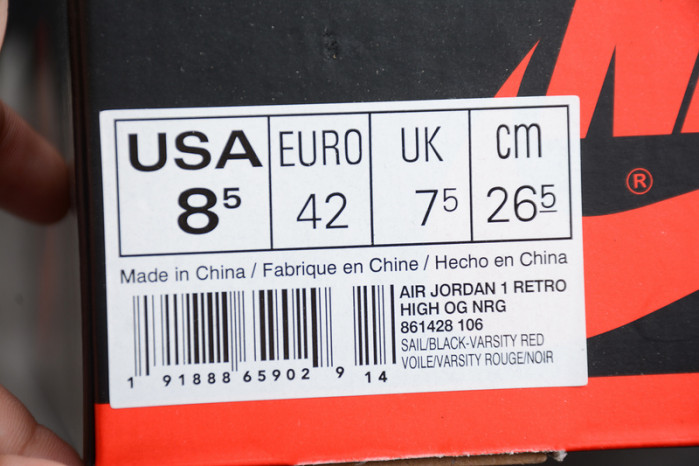 USA EURO UK cm
8⁵ 42 7⁵ 26⁵
Made in China / Fabrique en Chine / Hecho en China
AIR JORDAN 1 RETRO
HIGH OG NRG
861428 106
SAIL/BLACK-VARSITY RED
VOILE/VARSITY ROUGE/NOIR
1 91888 65902 9 14
®